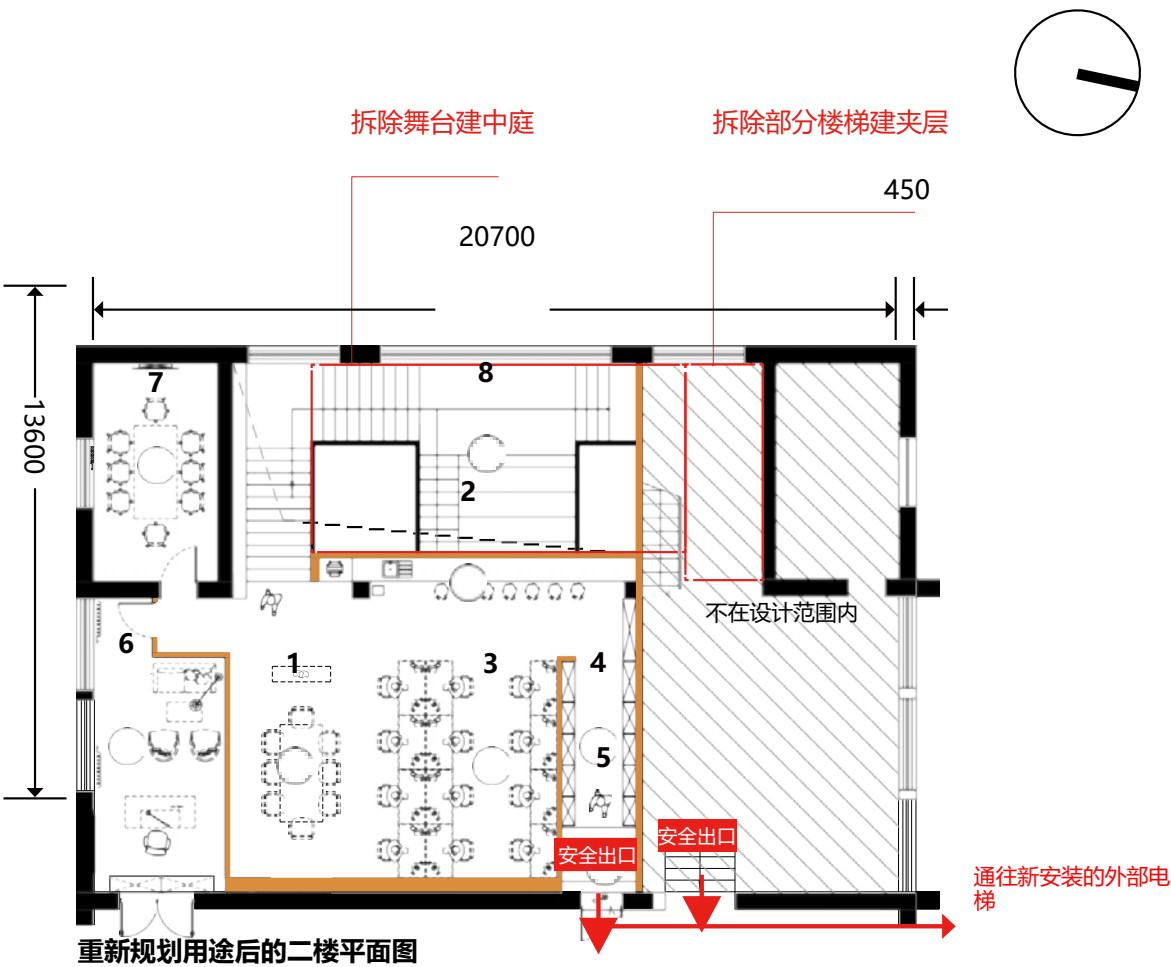 拆除舞台建中庭
拆除部分楼梯建夹层
450
20700
13600
8
7
2
不在设计范围内
6
1
3
4
5
安全出口
安全出口
通往新安装的外部电
梯
重新规划用途后的二楼平面图